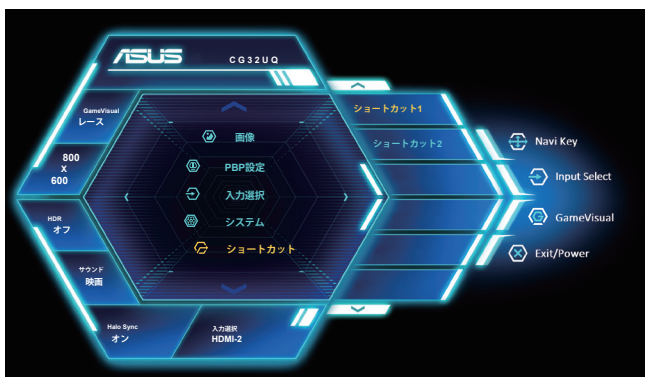 ASUS
CG32UQ
GameVisual
レース
800
X
600
HDR
オフ
サウンド
映画
Halo Sync
オン
入力選択
HDMI-2
画像
PBP設定
入力選択
システム
ショートカット
ショートカット1
ショートカット2
Navi Key
Input Select
GameVisual
Exit/Power